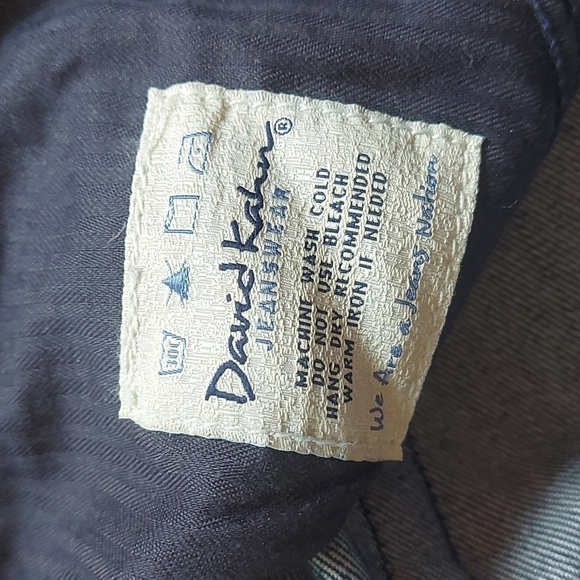 30C
David Kahn®
JEANSWEAR
MACHINE WASH COLD
DO NOT USE BLEACH
HANG DRY RECOMMENDED
WARM IRON IF NEEDED
We Are a Jeans Nation